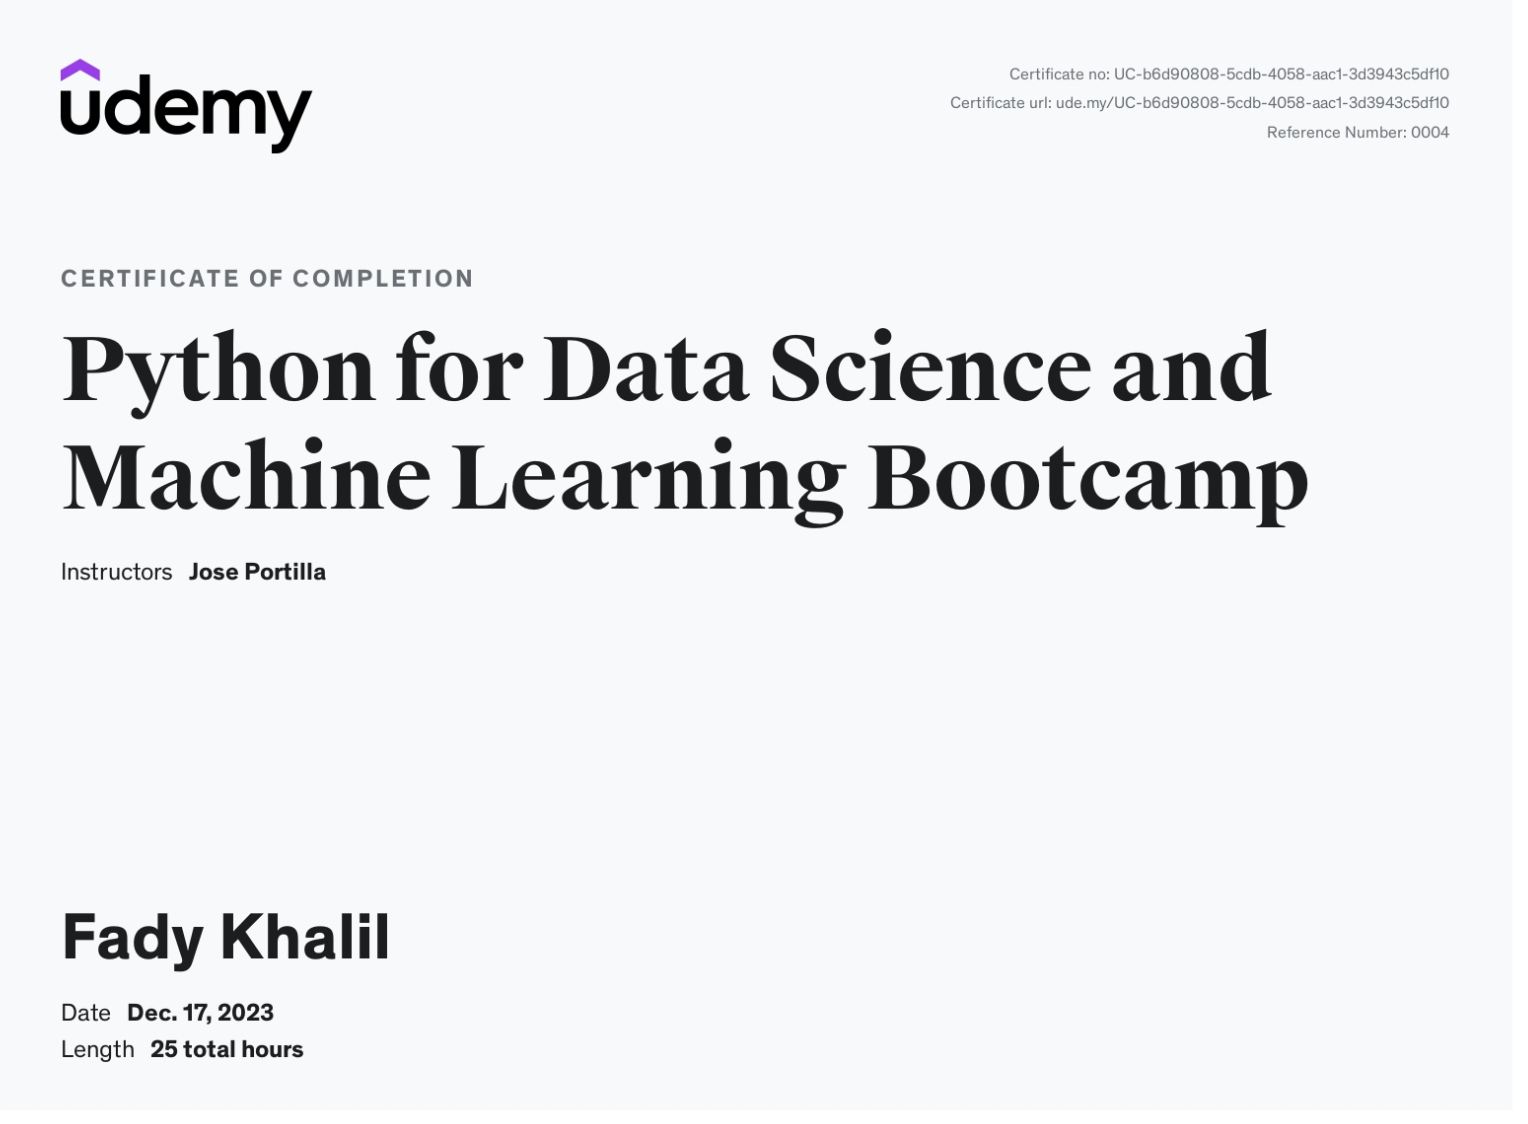 udemy
Certificate no: UC-b6d90808-5cdb-4058-aac1-3d3943c5df10
Certificate url: ude.my/UC-b6d90808-5cdb-4058-aac1-3d3943c5df10
Reference Number: 0004
CERTIFICATE OF COMPLETION
Python for Data Science and
Machine Learning Bootcamp
Instructors Jose Portilla
Fady Khalil
Date Dec. 17, 2023
Length 25 total hours